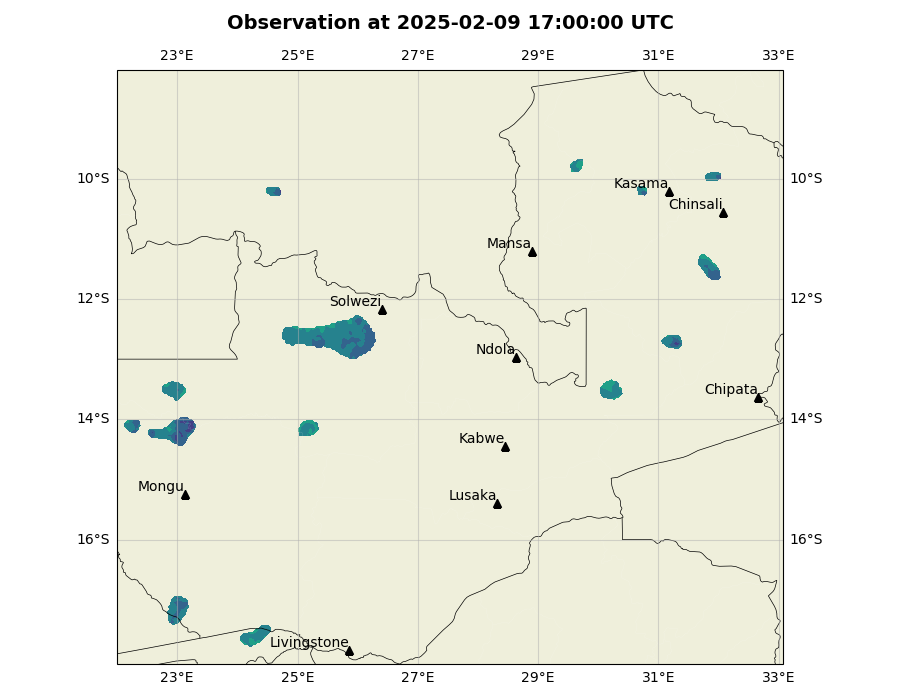 Observation at 2025-02-09 17:00:00 UTC
23°E 25°E 27°E 29°E 31°E 33°E
10°S 10°S
Kasama
Chinsali
Mansa
12°S 12°S
Solwezi
Ndola
Chipata
14°S 14°S
Kabwe
Mongu
Lusaka
16°S 16°S
Livingstone
23°E 25°E 27°E 29°E 31°E 33°E